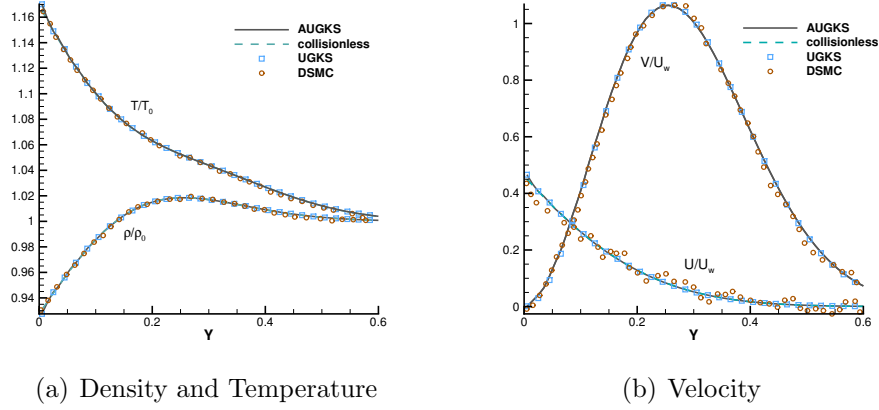 1.16
1.14
1.12
1.1
1.08
1.06
1.04
1.02
1
0.98
0.96
0.94
0
0.2
0.4
0.6
Y
AUGKS
collisionless
UGKS
DSMC
T/T₀
ρ/ρ₀
(a) Density and Temperature
1
0.8
0.6
0.4
0.2
0
0
0.2
0.4
0.6
Y
AUGKS
collisionless
UGKS
DSMC
V/U_w
U/U_w
(b) Velocity